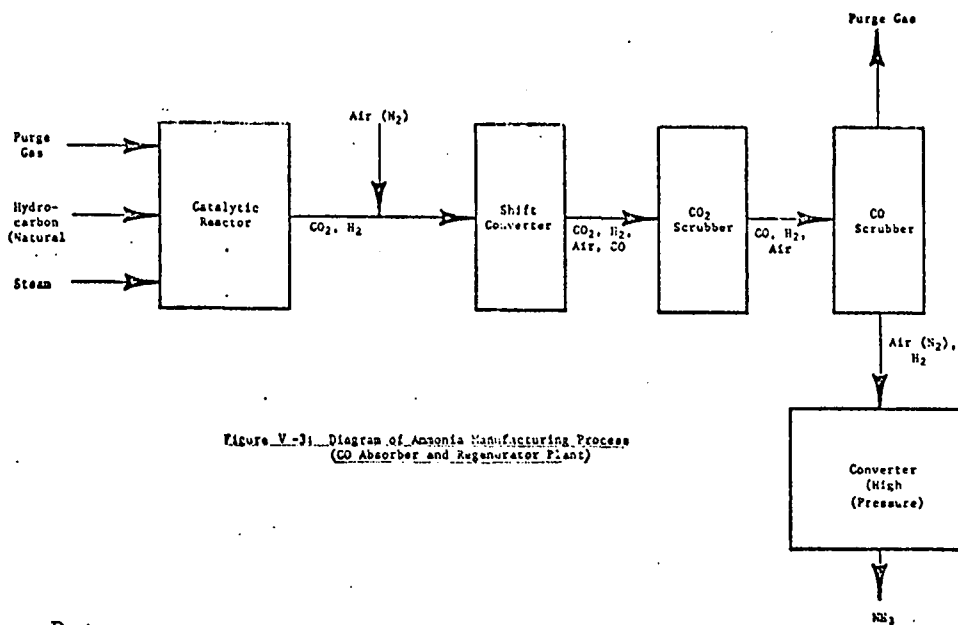 Purge Gas
Air (N2)
Purge
Gas
Hydro-
carbon
(Natural
Steam
Catalytic
Reactor
CO2, H2
Shift
Converter
CO2, H2,
Air, CO
CO2
Scrubber
CO, H2,
Air
CO
Scrubber
Air (N2),
H2
Converter
(High
(Pressure)
NH3
Figure V-3: Diagram of Ammonia Manufacturing Process
(CO Absorber and Regenerator Plant)